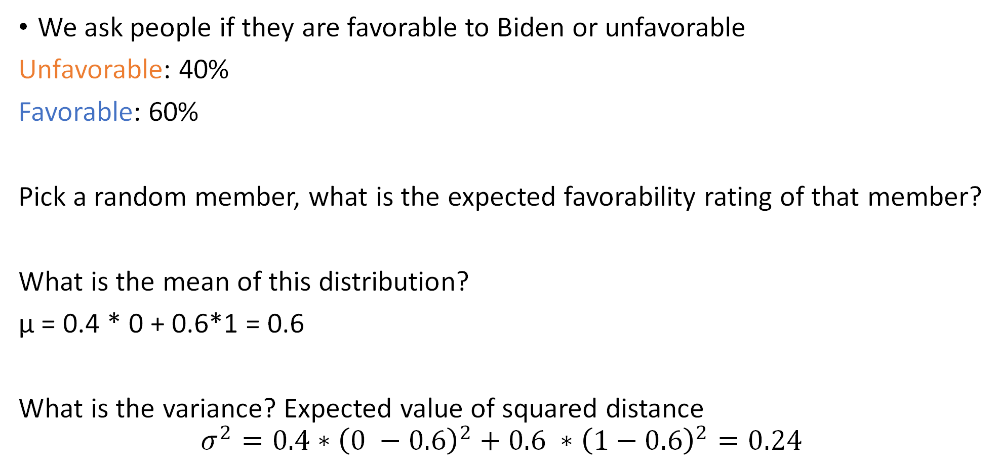 • We ask people if they are favorable to Biden or unfavorable
Unfavorable: 40%
Favorable: 60%
Pick a random member, what is the expected favorability rating of that member?
What is the mean of this distribution?
µ = 0.4 * 0 + 0.6*1 = 0.6
What is the variance? Expected value of squared distance
𝜎² = 0.4 ∗ (0 − 0.6)² + 0.6 ∗ (1 − 0.6)² = 0.24